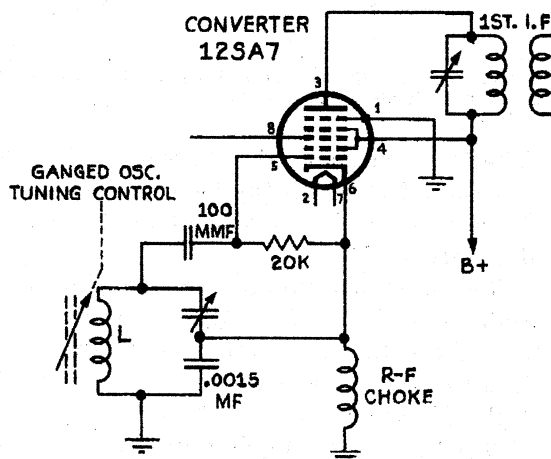 CONVERTER
12SA7
1ST. I.F
3
1
8
4
5
2
7
6
GANGED OSC.
TUNING CONTROL
100
MMF
20K
B+
L
.0015
MF
R-F
CHOKE